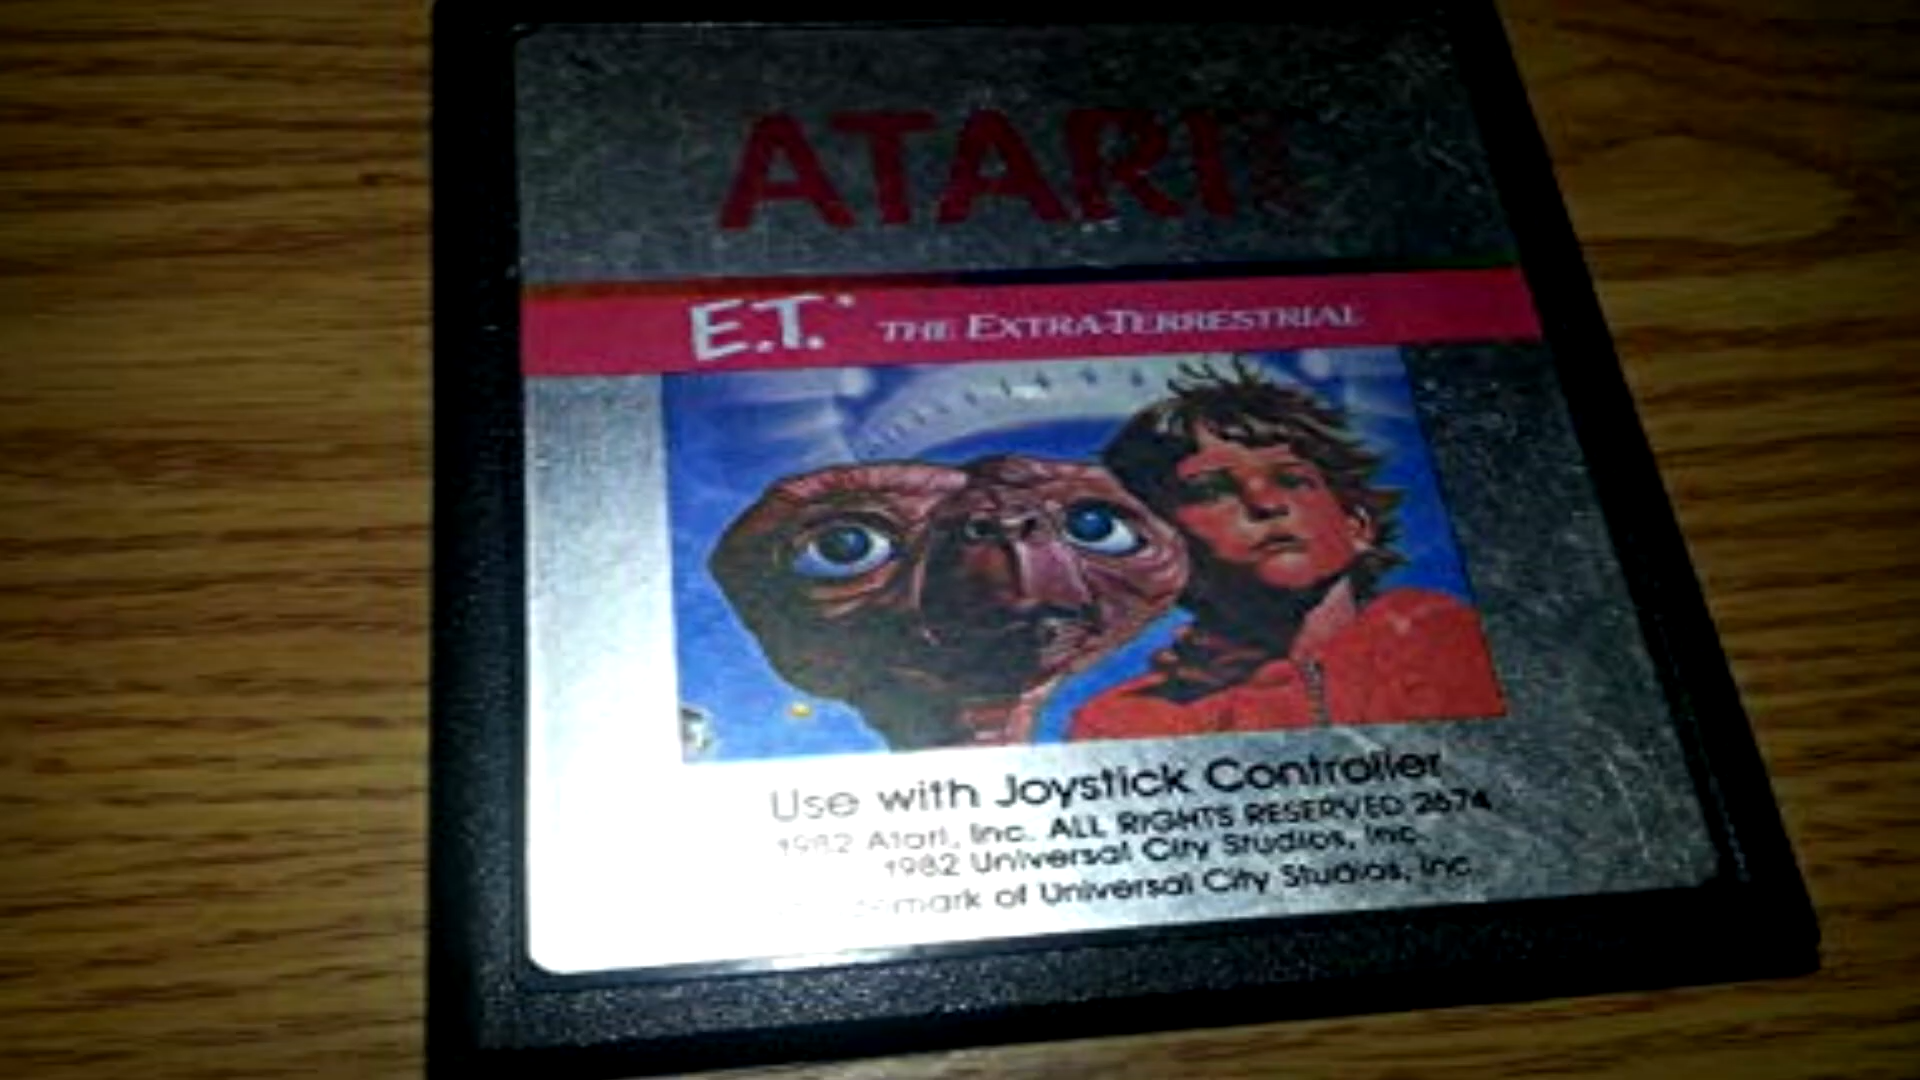 ATARI
E.T. THE EXTRA-TERRESTRIAL
Use with Joystick Controller
1982 Atari, Inc. ALL RIGHTS RESERVED 2674
1982 Universal City Studios, Inc.
of Universal City Studios, Inc.